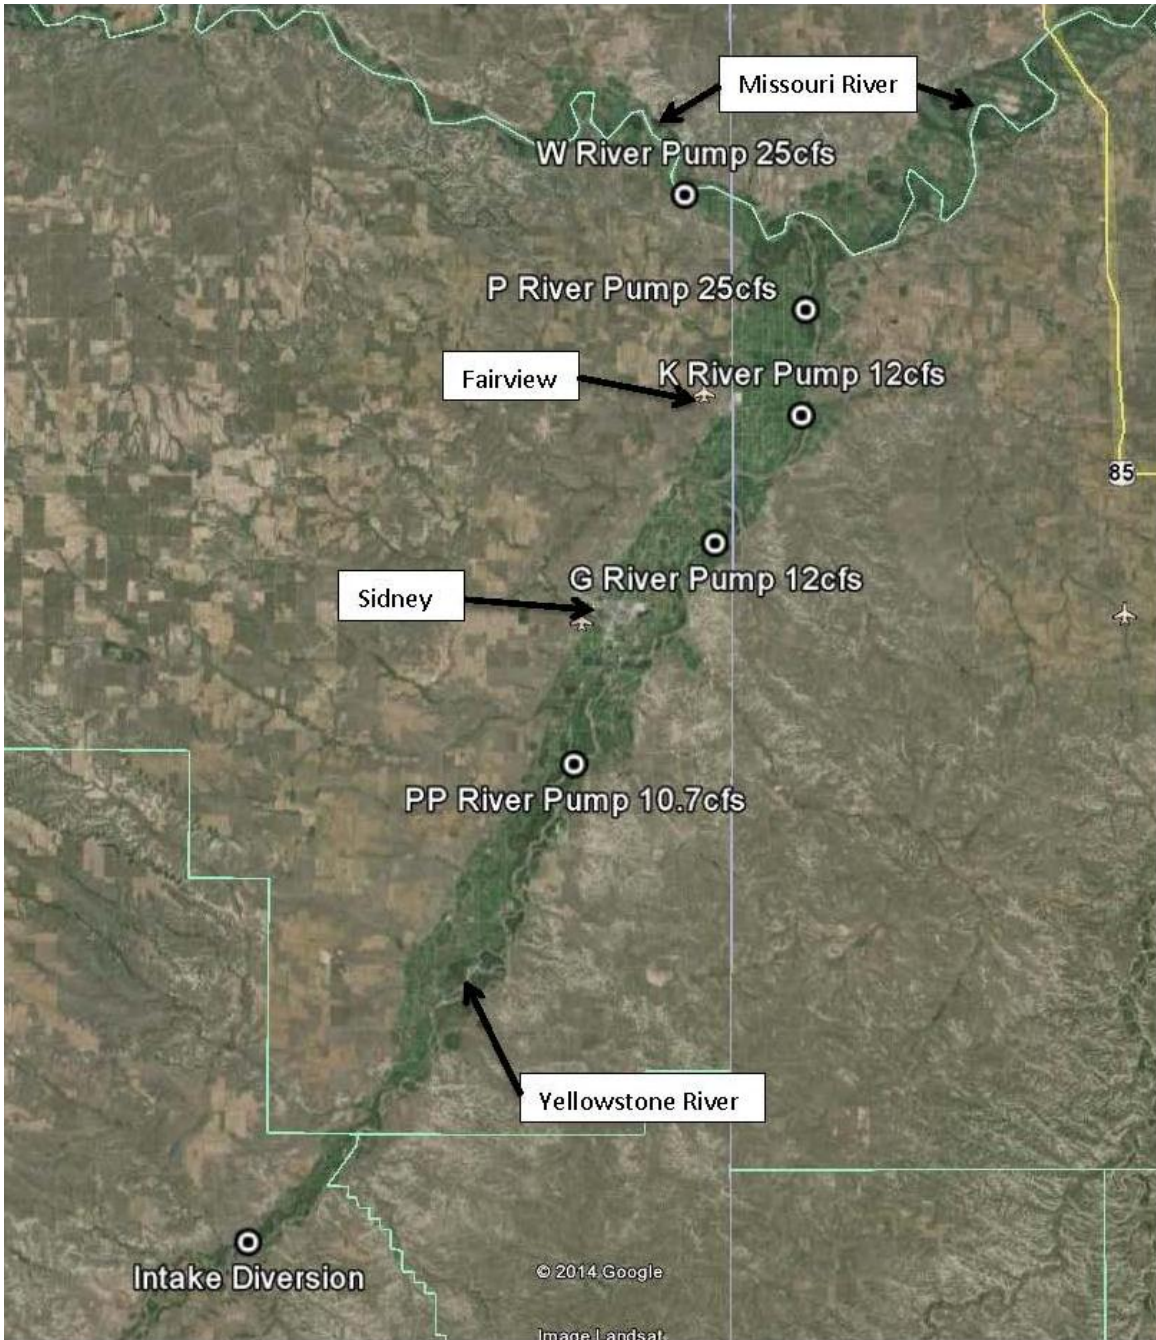 Missouri River
W River Pump 25cfs
P River Pump 25cfs
K River Pump 12cfs
Fairview
85
G River Pump 12cfs
Sidney
PP River Pump 10.7cfs
Yellowstone River
Intake Diversion
© 2014 Google
Image Landsat